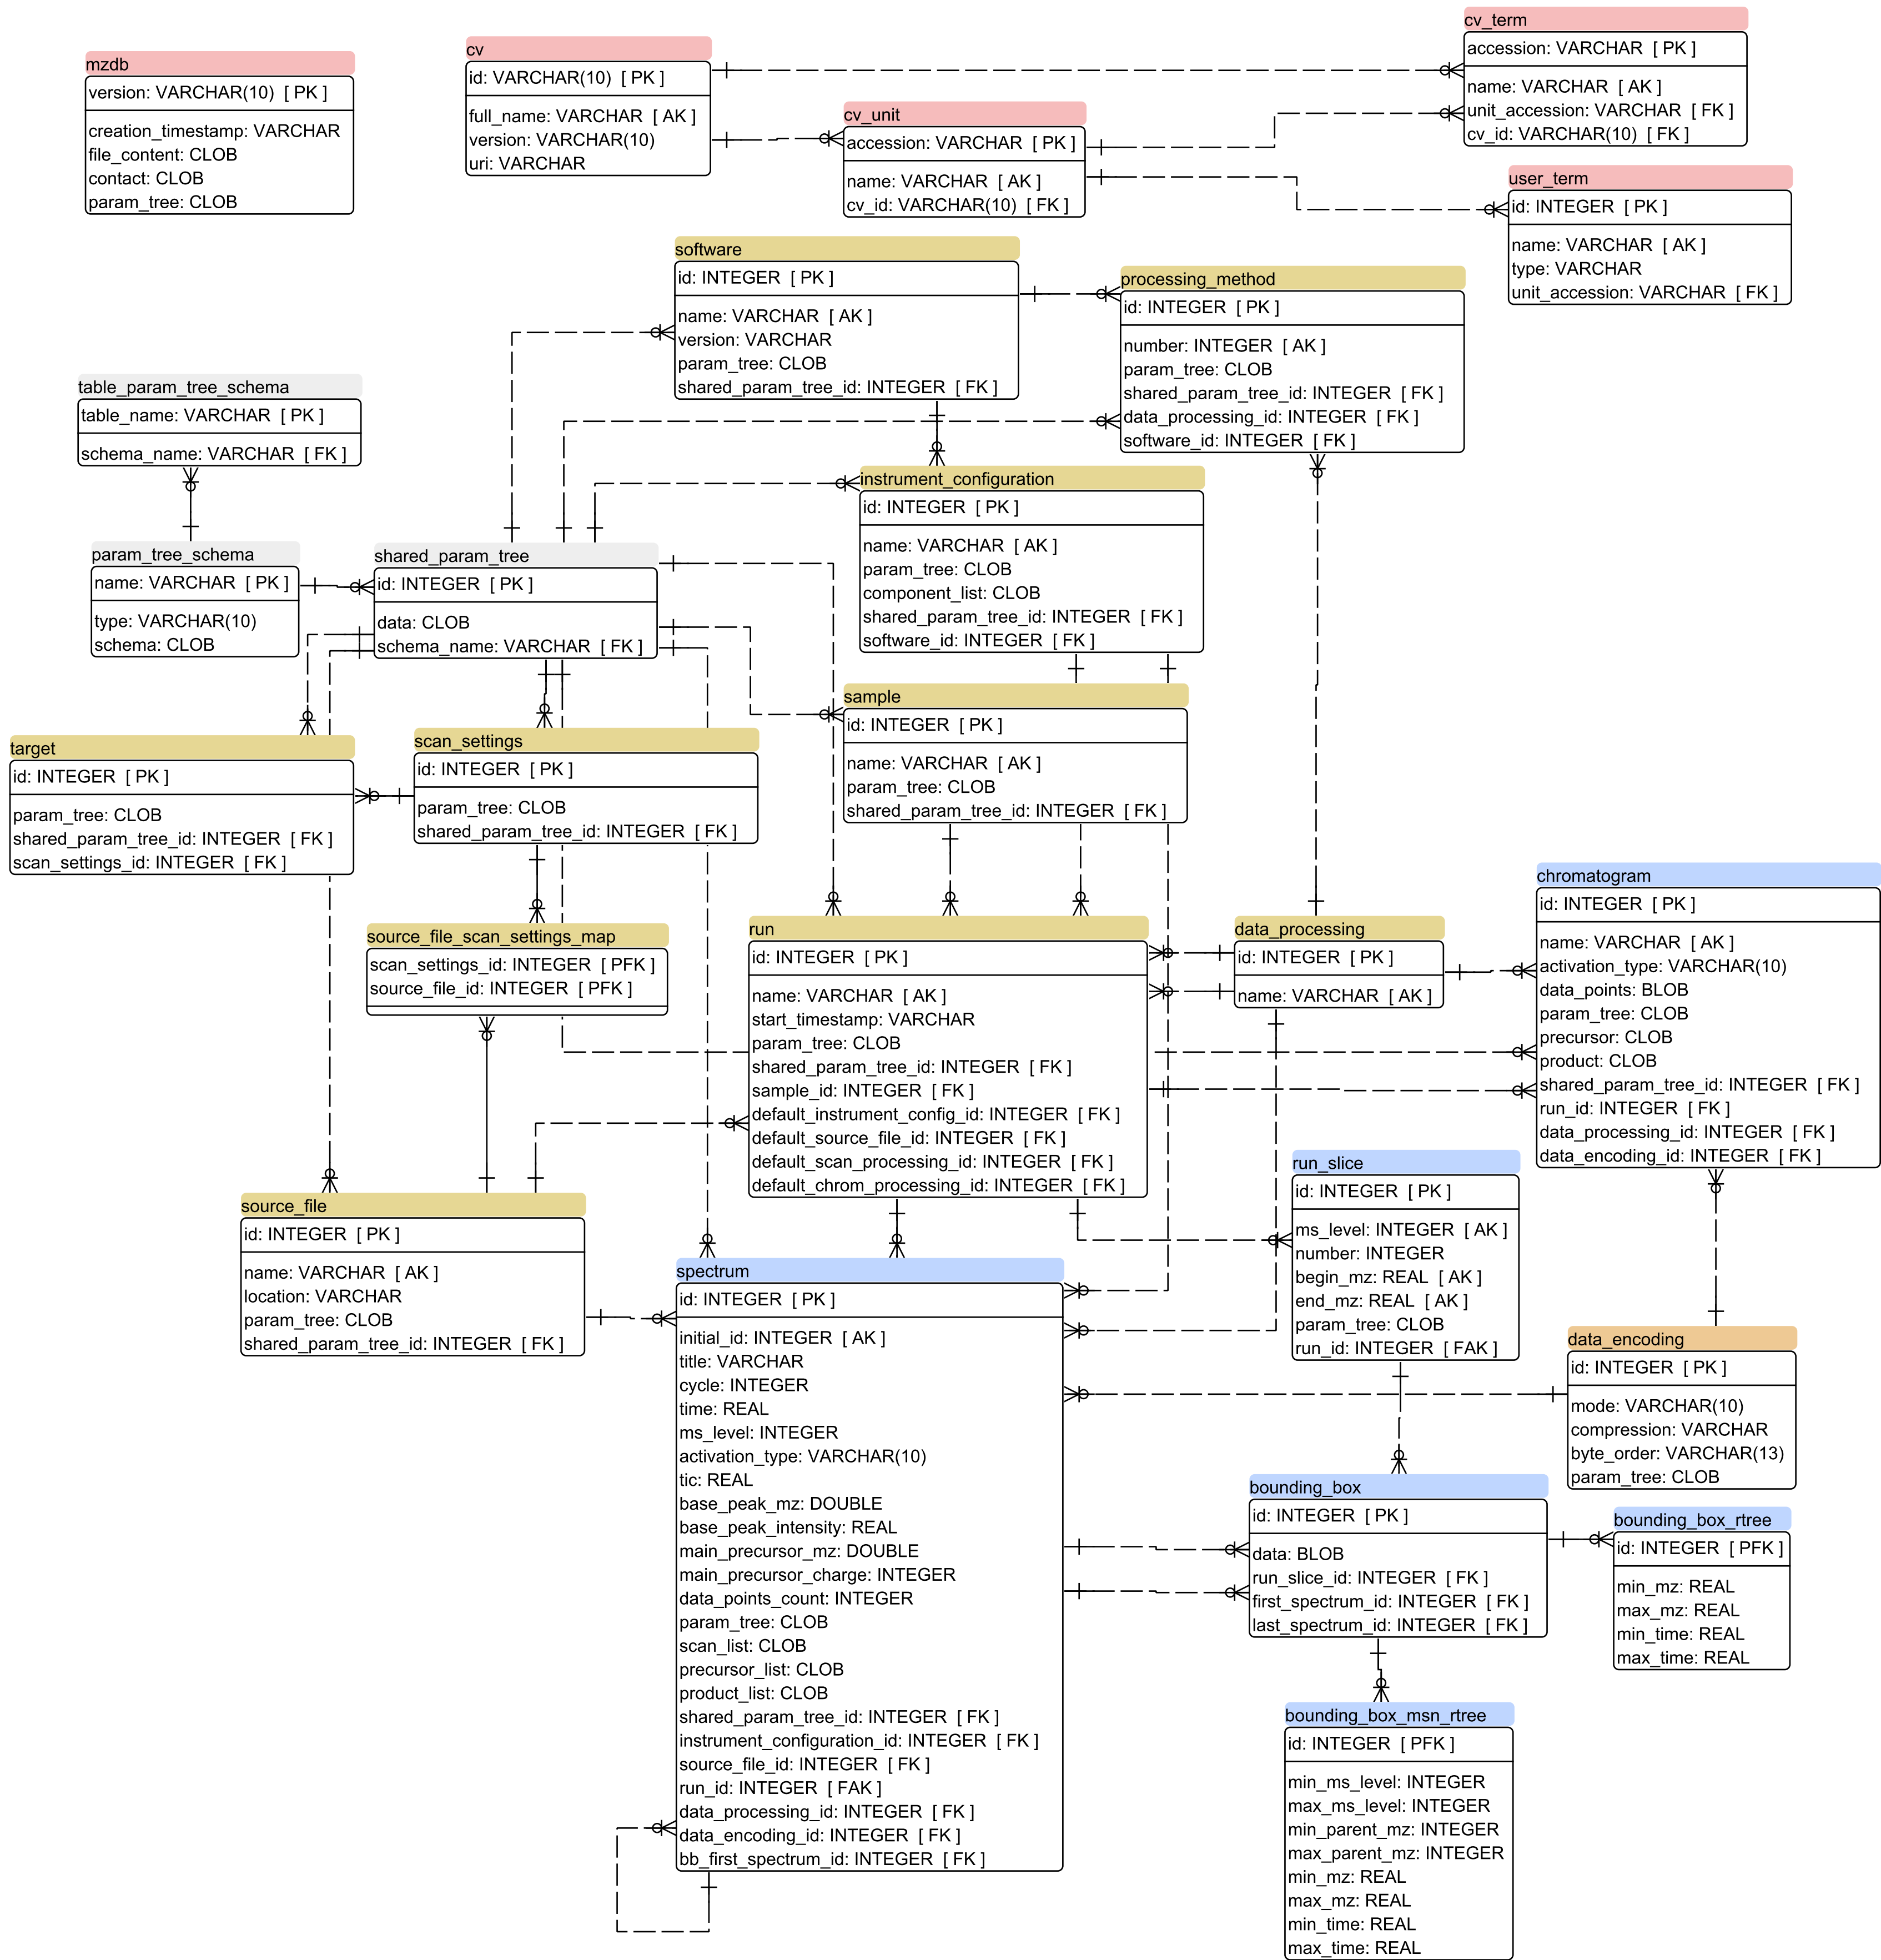 mzdb
version: VARCHAR(10)  [ PK ]
creation_timestamp: VARCHAR
file_content: CLOB
contact: CLOB
param_tree: CLOB
cv
id: VARCHAR(10)  [ PK ]
full_name: VARCHAR  [ AK ]
version: VARCHAR(10)
uri: VARCHAR
cv_unit
accession: VARCHAR  [ PK ]
name: VARCHAR  [ AK ]
cv_id: VARCHAR(10)  [ FK ]
cv_term
accession: VARCHAR  [ PK ]
name: VARCHAR  [ AK ]
unit_accession: VARCHAR  [ FK ]
cv_id: VARCHAR(10)  [ FK ]
user_term
id: INTEGER  [ PK ]
name: VARCHAR  [ AK ]
type: VARCHAR
unit_accession: VARCHAR  [ FK ]
software
id: INTEGER  [ PK ]
name: VARCHAR  [ AK ]
version: VARCHAR
param_tree: CLOB
shared_param_tree_id: INTEGER  [ FK ]
processing_method
id: INTEGER  [ PK ]
number: INTEGER  [ AK ]
param_tree: CLOB
shared_param_tree_id: INTEGER  [ FK ]
data_processing_id: INTEGER  [ FK ]
software_id: INTEGER  [ FK ]
table_param_tree_schema
table_name: VARCHAR  [ PK ]
schema_name: VARCHAR  [ FK ]
instrument_configuration
id: INTEGER  [ PK ]
name: VARCHAR  [ AK ]
param_tree: CLOB
component_list: CLOB
shared_param_tree_id: INTEGER  [ FK ]
software_id: INTEGER  [ FK ]
param_tree_schema
name: VARCHAR  [ PK ]
type: VARCHAR(10)
schema: CLOB
shared_param_tree
id: INTEGER  [ PK ]
data: CLOB
schema_name: VARCHAR  [ FK ]
sample
id: INTEGER  [ PK ]
name: VARCHAR  [ AK ]
param_tree: CLOB
shared_param_tree_id: INTEGER  [ FK ]
target
id: INTEGER  [ PK ]
param_tree: CLOB
shared_param_tree_id: INTEGER  [ FK ]
scan_settings_id: INTEGER  [ FK ]
scan_settings
id: INTEGER  [ PK ]
param_tree: CLOB
shared_param_tree_id: INTEGER  [ FK ]
source_file_scan_settings_map
scan_settings_id: INTEGER  [ PFK ]
source_file_id: INTEGER  [ PFK ]
run
id: INTEGER  [ PK ]
name: VARCHAR  [ AK ]
start_timestamp: VARCHAR
param_tree: CLOB
shared_param_tree_id: INTEGER  [ FK ]
sample_id: INTEGER  [ FK ]
default_instrument_config_id: INTEGER  [ FK ]
default_source_file_id: INTEGER  [ FK ]
default_scan_processing_id: INTEGER  [ FK ]
default_chrom_processing_id: INTEGER  [ FK ]
data_processing
id: INTEGER  [ PK ]
name: VARCHAR  [ AK ]
chromatogram
id: INTEGER  [ PK ]
name: VARCHAR  [ AK ]
activation_type: VARCHAR(10)
data_points: BLOB
param_tree: CLOB
precursor: CLOB
product: CLOB
shared_param_tree_id: INTEGER  [ FK ]
run_id: INTEGER  [ FK ]
data_processing_id: INTEGER  [ FK ]
data_encoding_id: INTEGER  [ FK ]
run_slice
id: INTEGER  [ PK ]
ms_level: INTEGER  [ AK ]
number: INTEGER
begin_mz: REAL  [ AK ]
end_mz: REAL  [ AK ]
param_tree: CLOB
run_id: INTEGER  [ FAK ]
source_file
id: INTEGER  [ PK ]
name: VARCHAR  [ AK ]
location: VARCHAR
param_tree: CLOB
shared_param_tree_id: INTEGER  [ FK ]
spectrum
id: INTEGER  [ PK ]
initial_id: INTEGER  [ AK ]
title: VARCHAR
cycle: INTEGER
time: REAL
ms_level: INTEGER
activation_type: VARCHAR(10)
tic: REAL
base_peak_mz: DOUBLE
base_peak_intensity: REAL
main_precursor_mz: DOUBLE
main_precursor_charge: INTEGER
data_points_count: INTEGER
param_tree: CLOB
scan_list: CLOB
precursor_list: CLOB
product_list: CLOB
shared_param_tree_id: INTEGER  [ FK ]
instrument_configuration_id: INTEGER  [ FK ]
source_file_id: INTEGER  [ FK ]
run_id: INTEGER  [ FAK ]
data_processing_id: INTEGER  [ FK ]
data_encoding_id: INTEGER  [ FK ]
bb_first_spectrum_id: INTEGER  [ FK ]
data_encoding
id: INTEGER  [ PK ]
mode: VARCHAR(10)
compression: VARCHAR
byte_order: VARCHAR(13)
param_tree: CLOB
bounding_box
id: INTEGER  [ PK ]
data: BLOB
run_slice_id: INTEGER  [ FK ]
first_spectrum_id: INTEGER  [ FK ]
last_spectrum_id: INTEGER  [ FK ]
bounding_box_rtree
id: INTEGER  [ PFK ]
min_mz: REAL
max_mz: REAL
min_time: REAL
max_time: REAL
bounding_box_msn_rtree
id: INTEGER  [ PFK ]
min_ms_level: INTEGER
max_ms_level: INTEGER
min_parent_mz: INTEGER
max_parent_mz: INTEGER
min_mz: REAL
max_mz: REAL
min_time: REAL
max_time: REAL